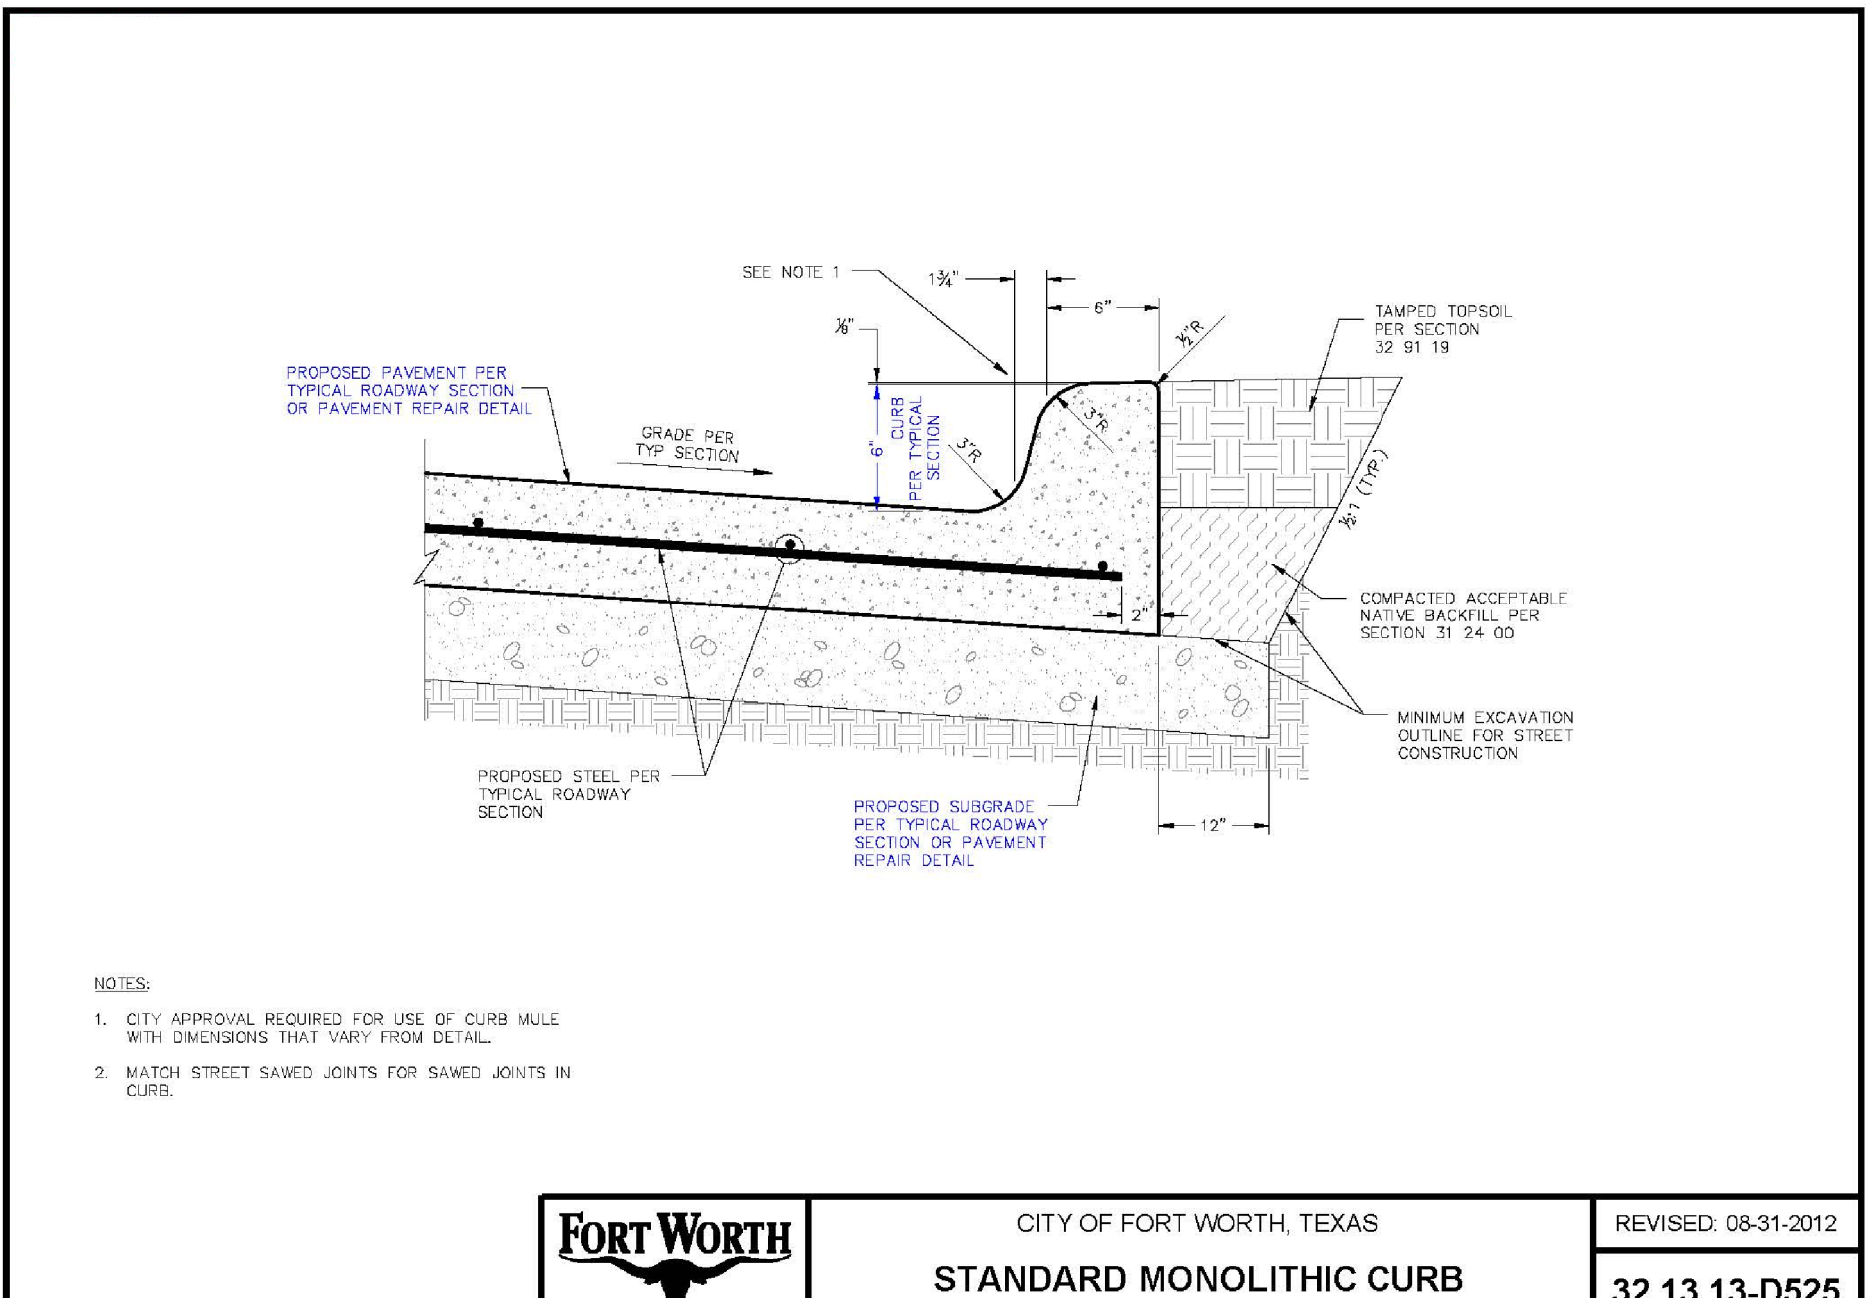 SEE NOTE 1
1¾"
6"
⅛"
½"R
TAMPED TOPSOIL
PER SECTION
32 91 19
PROPOSED PAVEMENT PER
TYPICAL ROADWAY SECTION
OR PAVEMENT REPAIR DETAIL
GRADE PER
TYP SECTION
6"
CURB
PER TYPICAL
SECTION
3"R
3"R
½:1 (TYP.)
2"
COMPACTED ACCEPTABLE
NATIVE BACKFILL PER
SECTION 31 24 00
MINIMUM EXCAVATION
OUTLINE FOR STREET
CONSTRUCTION
PROPOSED STEEL PER
TYPICAL ROADWAY
SECTION
PROPOSED SUBGRADE
PER TYPICAL ROADWAY
SECTION OR PAVEMENT
REPAIR DETAIL
12"
NOTES:
1. CITY APPROVAL REQUIRED FOR USE OF CURB MULE
WITH DIMENSIONS THAT VARY FROM DETAIL.
2. MATCH STREET SAWED JOINTS FOR SAWED JOINTS IN
CURB.
FORT WORTH
CITY OF FORT WORTH, TEXAS
STANDARD MONOLITHIC CURB
REVISED: 08-31-2012
32 13 13-D525